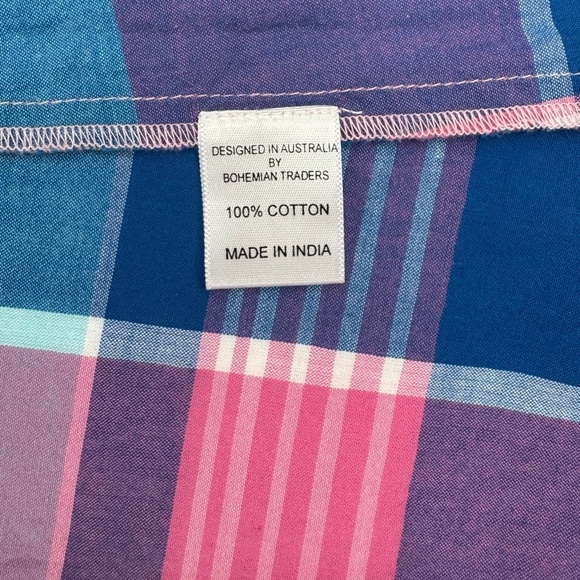 DESIGNED IN AUSTRALIA
BY
BOHEMIAN TRADERS
100% COTTON
MADE IN INDIA